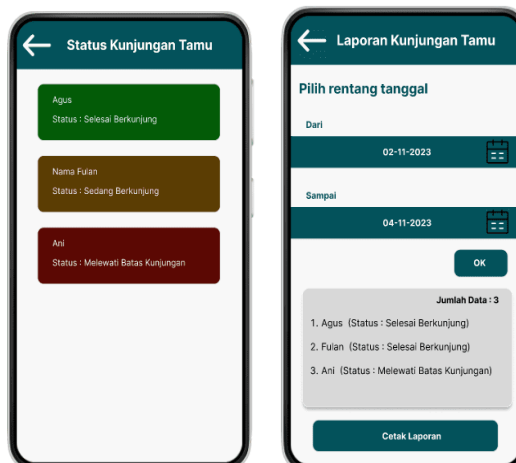 Status Kunjungan Tamu
Agus
Status : Selesai Berkunjung
Nama Fulan
Status : Sedang Berkunjung
Ani
Status : Melewati Batas Kunjungan
Laporan Kunjungan Tamu
Pilih rentang tanggal
Dari
02-11-2023
Sampai
04-11-2023
OK
Jumlah Data : 3
1. Agus (Status : Selesai Berkunjung)
2. Fulan (Status : Selesai Berkunjung)
3. Ani (Status : Melewati Batas Kunjungan)
Cetak Laporan